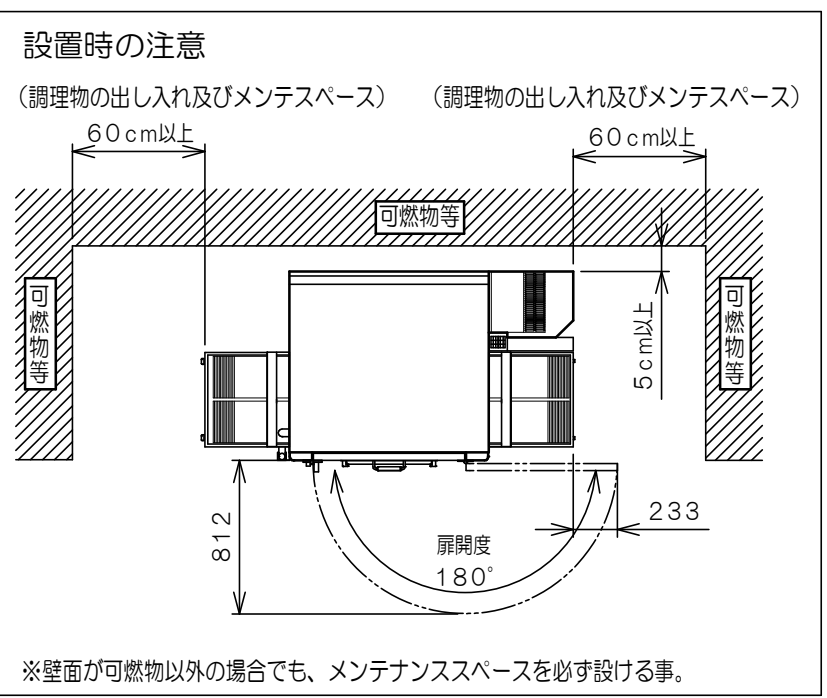 設置時の注意
（調理物の出し入れ及びメンテスペース）
（調理物の出し入れ及びメンテスペース）
６０ｃｍ以上
６０ｃｍ以上
可燃物等
可燃物等
５ｃｍ以上
可燃物等
８１２
２３３
扉開度
１８０°
※壁面が可燃物以外の場合でも、メンテナンススペースを必ず設ける事。